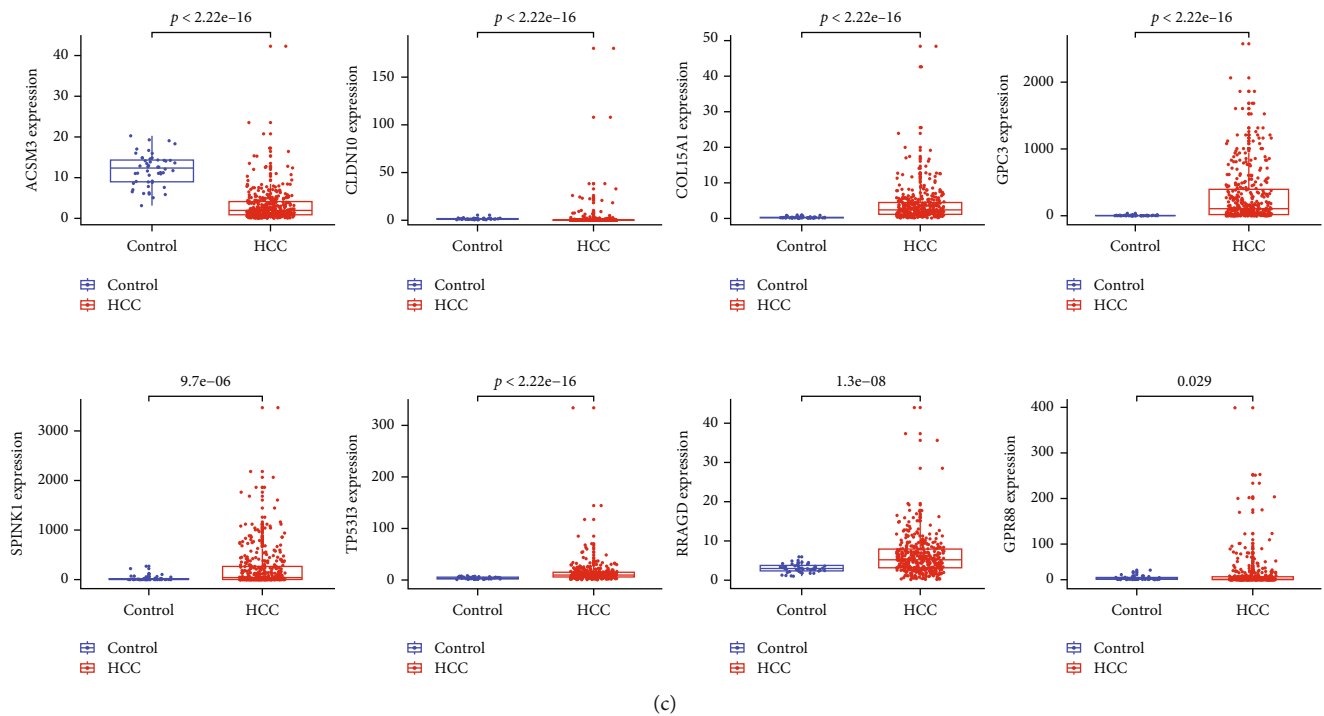 p < 2.22e−16
ACSM3 expression
40
30
20
10
0
Control
HCC
Control
HCC
p < 2.22e−16
CLDN10 expression
150
100
50
0
Control
HCC
Control
HCC
p < 2.22e−16
COL15A1 expression
50
40
30
20
10
0
Control
HCC
Control
HCC
p < 2.22e−16
GPC3 expression
2000
1000
0
Control
HCC
Control
HCC
9.7e−06
SPINK1 expression
3000
2000
1000
0
Control
HCC
Control
HCC
p < 2.22e−16
TP53I3 expression
300
200
100
0
Control
HCC
Control
HCC
1.3e−08
RRAGD expression
40
30
20
10
0
Control
HCC
Control
HCC
0.029
GPR88 expression
400
300
200
100
0
Control
HCC
Control
HCC
(c)